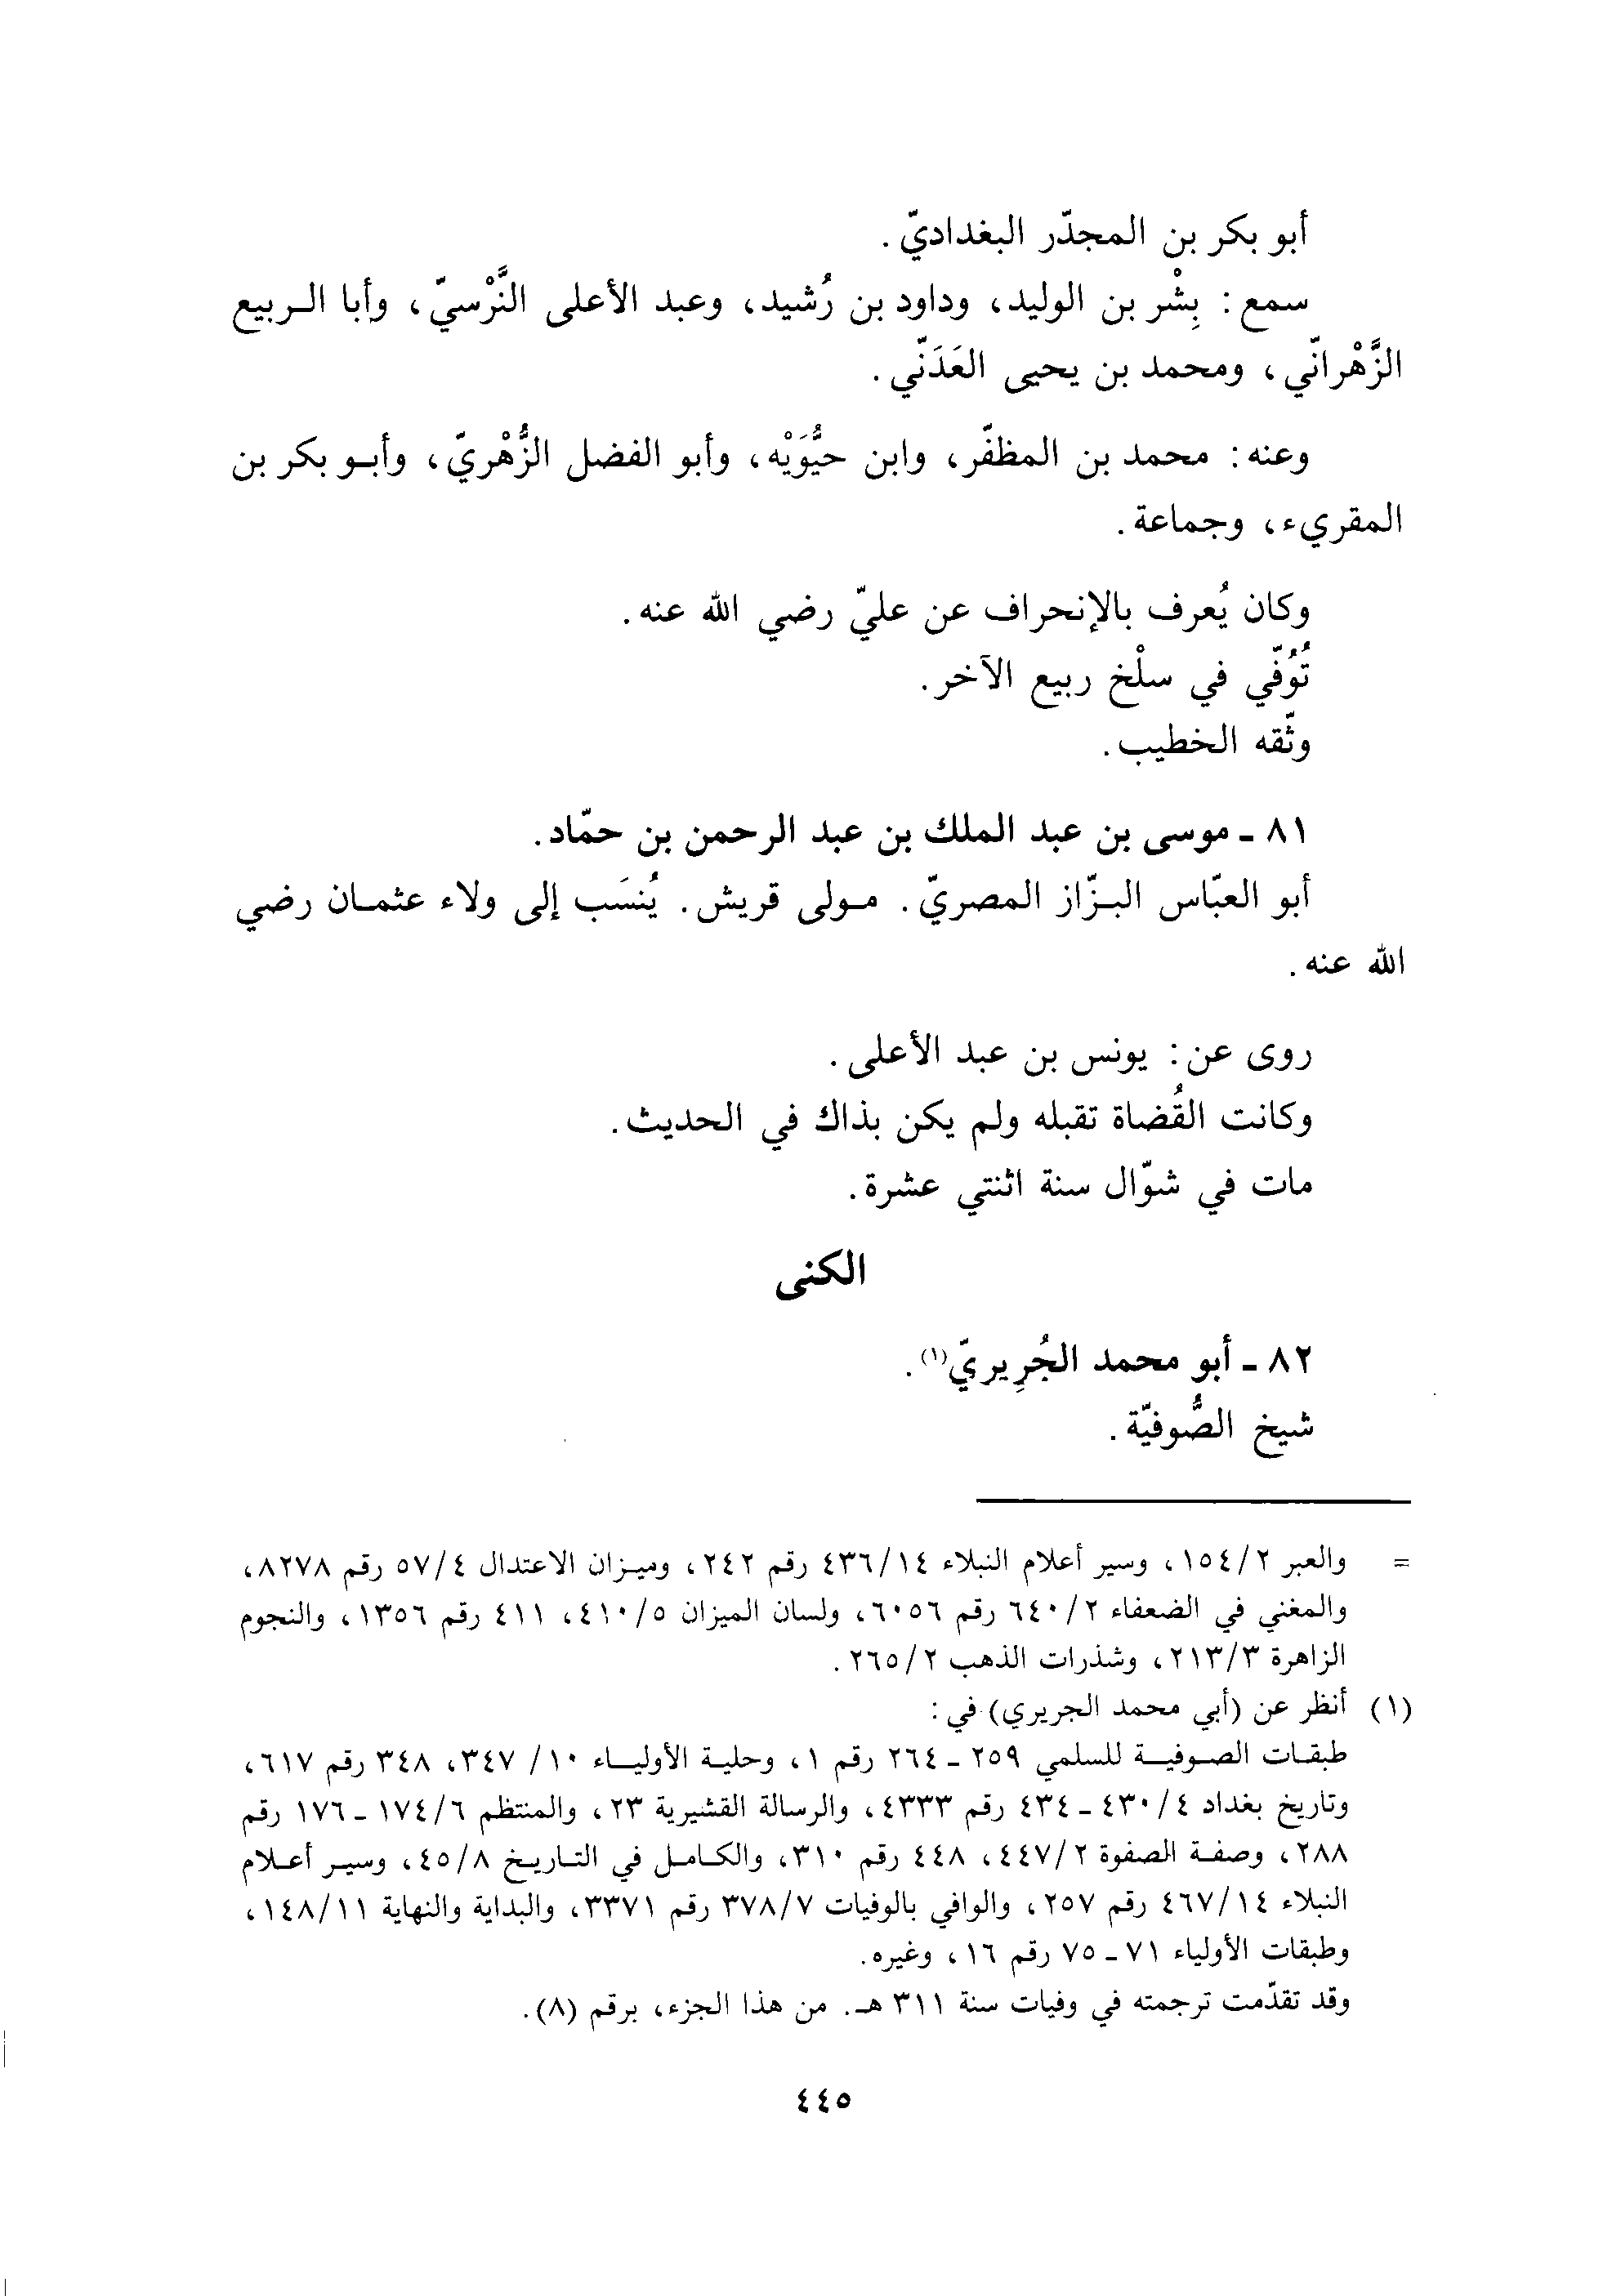 أبو بكر بن المجدّر البغداديّ.
سمع: بِشْر بن الوليد، وداود بن رُشيد، وعبد الأعلى النَّرْسيّ، وأبا الربيع
الزَّهْرانّي، ومحمد بن يحيى العَدَنّي.
وعنه: محمد بن المظفّر، وابن حيُّوَيْه، وأبو الفضل الزُّهْريّ، وأبو بكر بن
المقريء، وجماعة.
وكان يُعرف بالإنحراف عن عليّ رضي الله عنه.
تُوُفّي في سلْخ ربيع الآخر.
وثّقه الخطيب.
٨١ - موسى بن عبد الملك بن عبد الرحمن بن حمّاد.
أبو العبّاس البزّاز المصريّ. مولى قريش. يُنسَب إلى ولاء عثمان رضي
الله عنه.
روى عن: يونس بن عبد الأعلى.
وكانت القُضاة تقبله ولم يكن بذاك في الحديث.
مات في شوّال سنة اثنتي عشرة.
الكنى
٨٢ - أبو محمد الجُرِيريّ(١).
شيخ الصُّوفيّة.
= والعبر ١٥٤/٢، وسير أعلام النبلاء ٤٣٦/١٤ رقم ٢٤٢، وميزان الاعتدال ٥٧/٤ رقم ٨٢٧٨،
والمغني في الضعفاء ٦٤٠/٢ رقم ٦٠٥٦، ولسان الميزان ٤١٠/٥، ٤١١ رقم ١٣٥٦، والنجوم
الزاهرة ٢١٣/٣، وشذرات الذهب ٢٦٥/٢.
(١) أنظر عن (أبي محمد الجريري) في:
طبقات الصوفية للسلمي ٢٥٩ - ٢٦٤ رقم ١، وحلية الأولياء ١٠/ ٣٤٧، ٣٤٨ رقم ٦١٧،
وتاريخ بغداد ٤٣٠/٤ - ٤٣٤ رقم ٤٣٣٣، والرسالة القشيرية ٢٣، والمنتظم ١٧٤/٦ - ١٧٦ رقم
٢٨٨، وصفة الصفوة ٤٤٧/٢، ٤٤٨ رقم ٣١٠، والكامل في التاريخ ٤٥/٨، وسير أعلام
النبلاء ٤٦٧/١٤ رقم ٢٥٧، والوافي بالوفيات ٣٧٨/٧ رقم ٣٣٧١، والبداية والنهاية ١٤٨/١١،
وطبقات الأولياء ٧١ - ٧٥ رقم ١٦، وغيره.
وقد تقدّمت ترجمته في وفيات سنة ٣١١ هـ. من هذا الجزء، برقم (٨).
٤٤٥